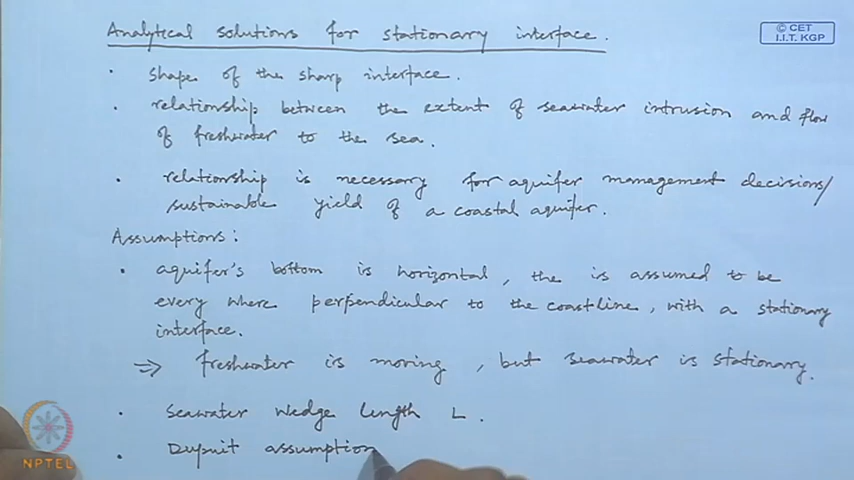 © CET
I.I.T. KGP
Analytical solutions for stationary interface.
· Shape of the sharp interface.
· relationship between the extent of seawater intrusion and flow
of freshwater to the sea.
· relationship is necessary for aquifer management decisions/
sustainable yield of a coastal aquifer.
Assumptions:
· aquifer's bottom is horizontal, the is assumed to be
every where perpendicular to the coastline, with a stationary
interface.
⇒ freshwater is moving, but seawater is stationary.
· Seawater wedge length L.
· Dupuit assumption
NPTEL